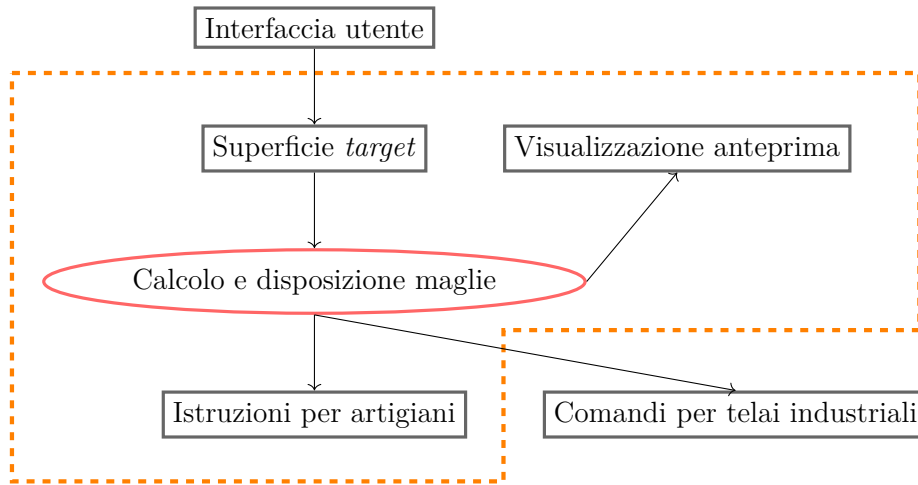 Interfaccia utente
Superficie target
Visualizzazione anteprima
Calcolo e disposizione maglie
Istruzioni per artigiani
Comandi per telai industriali